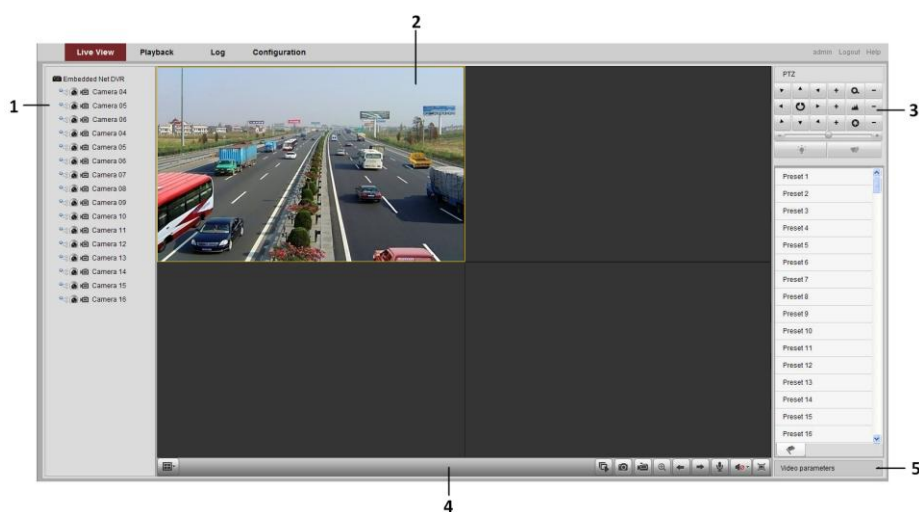 2
Live View Playback Log Configuration admin Logout Help
Embedded Net DVR
Camera 04
Camera 05
Camera 06
Camera 04
Camera 05
Camera 06
Camera 07
Camera 08
Camera 09
Camera 10
Camera 11
Camera 12
Camera 13
Camera 14
Camera 15
Camera 16
1
PTZ
3
Preset 1
Preset 2
Preset 3
Preset 4
Preset 5
Preset 6
Preset 7
Preset 8
Preset 9
Preset 10
Preset 11
Preset 12
Preset 13
Preset 14
Preset 15
Preset 16
Video parameters
5
4